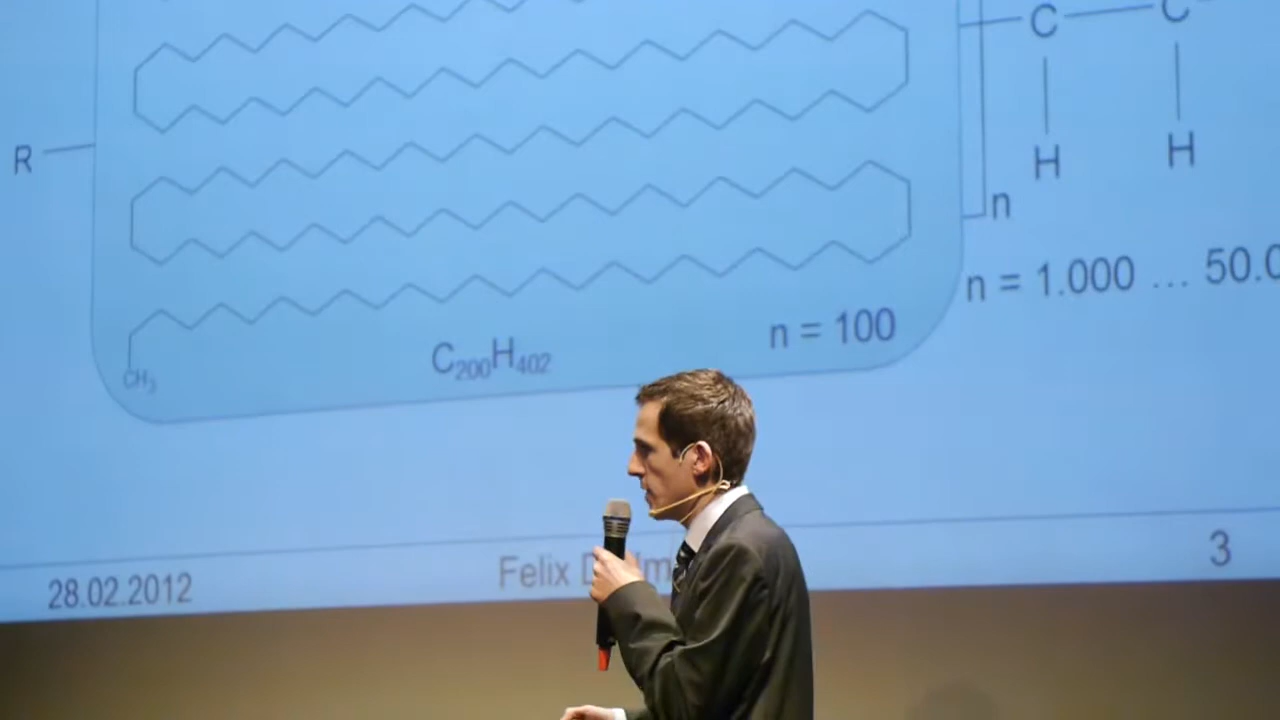 C C
R
H H
n
n = 1.000 ... 50.0
n = 100
C₂₀₀H₄₀₂
CH₃
28.02.2012 Felix 3